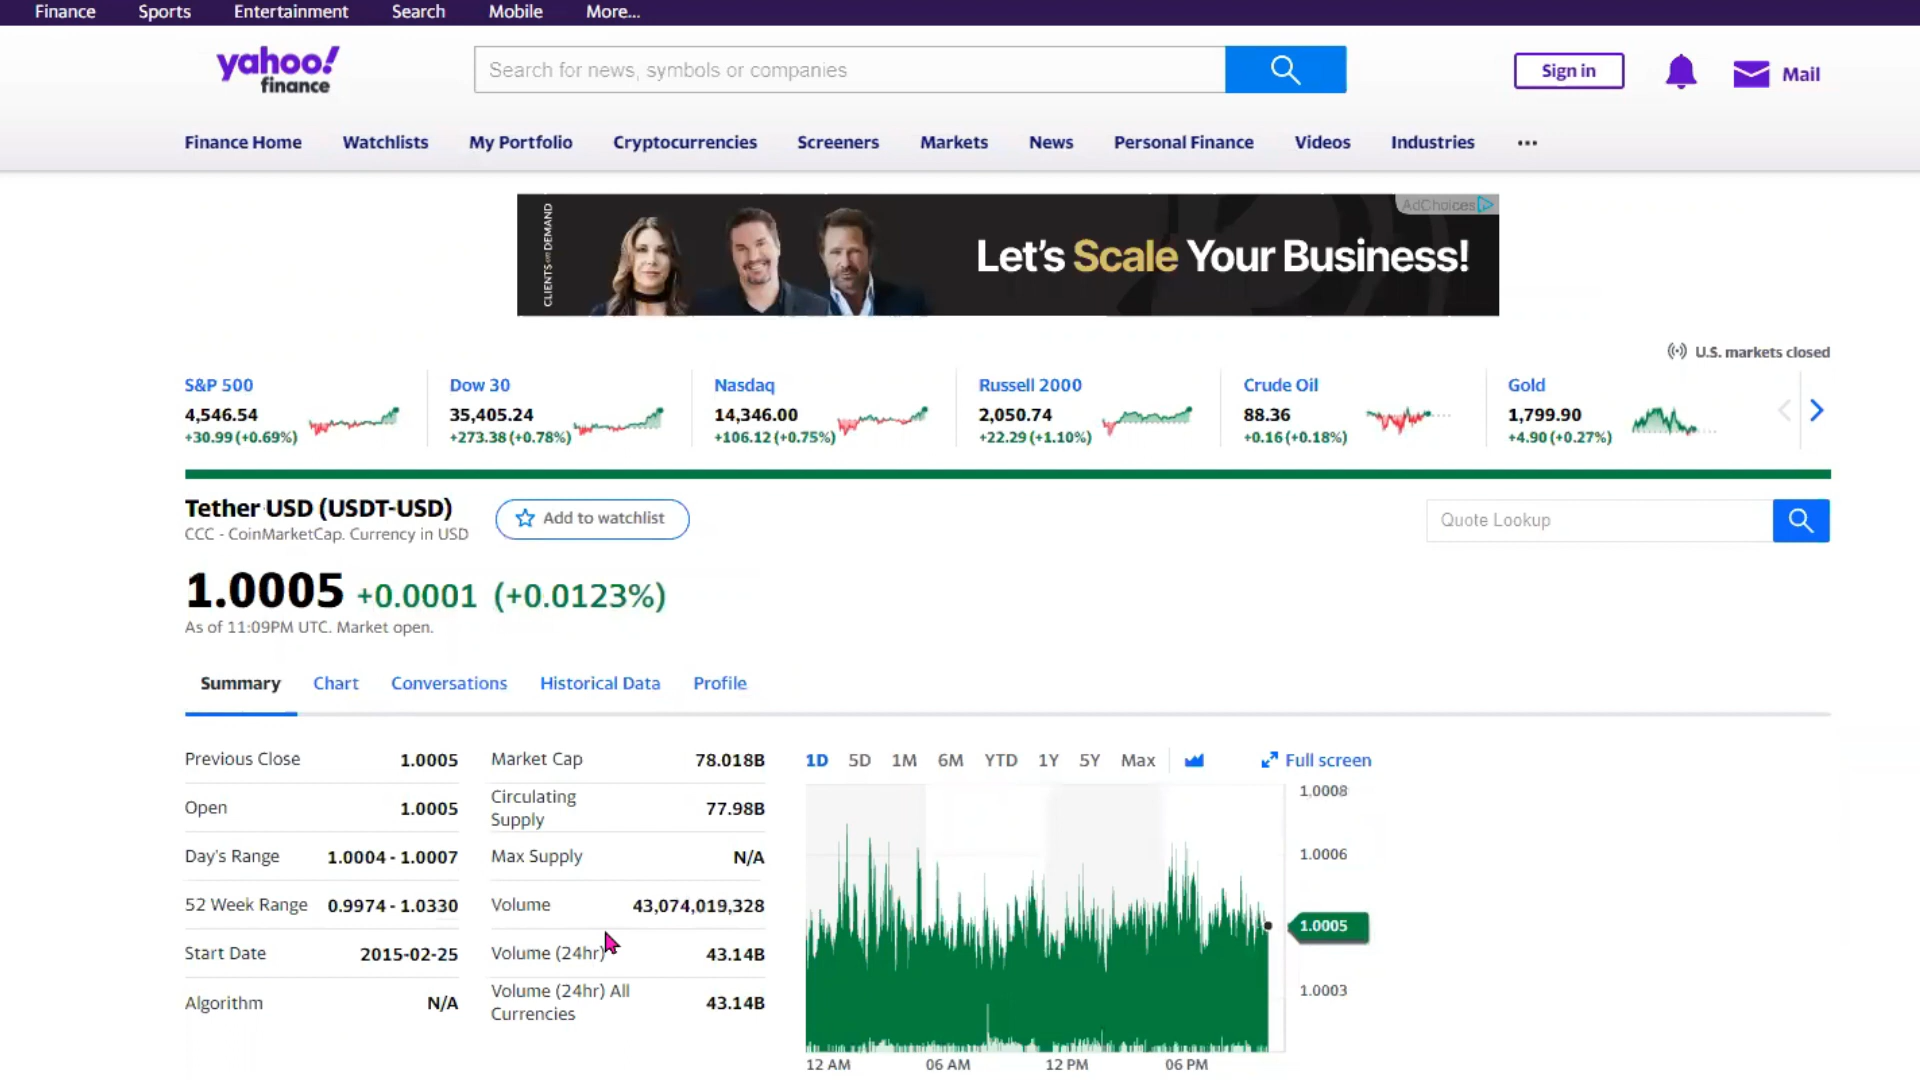 Finance Sports Entertainment Search Mobile More...
yahoo!
finance
Search for news, symbols or companies
Sign in
Mail
Finance Home Watchlists My Portfolio Cryptocurrencies Screeners Markets News Personal Finance Videos Industries ...
CLIENTS ON DEMAND
Let's Scale Your Business!
AdChoices
U.S. markets closed
S&P 500
4,546.54
+30.99 (+0.69%)
Dow 30
35,405.24
+273.38 (+0.78%)
Nasdaq
14,346.00
+106.12 (+0.75%)
Russell 2000
2,050.74
+22.29 (+1.10%)
Crude Oil
88.36
+0.16 (+0.18%)
Gold
1,799.90
+4.90 (+0.27%)
Tether USD (USDT-USD)
CCC - CoinMarketCap. Currency in USD
Add to watchlist
Quote Lookup
1.0005 +0.0001 (+0.0123%)
As of 11:09PM UTC. Market open.
Summary Chart Conversations Historical Data Profile
Previous Close 1.0005
Open 1.0005
Day's Range 1.0004 - 1.0007
52 Week Range 0.9974 - 1.0330
Start Date 2015-02-25
Algorithm N/A
Market Cap 78.018B
Circulating
Supply 77.98B
Max Supply N/A
Volume 43,074,019,328
Volume (24hr) 43.14B
Volume (24hr) All
Currencies 43.14B
1D 5D 1M 6M YTD 1Y 5Y Max
Full screen
1.0008
1.0006
1.0005
1.0003
12 AM 06 AM 12 PM 06 PM